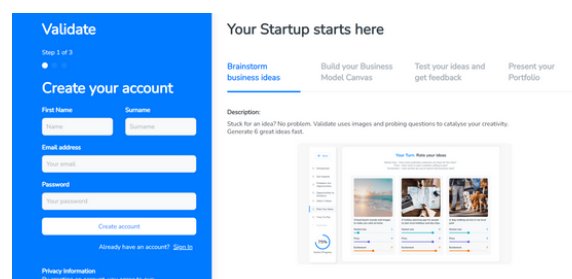 Validate
Step 1 of 3
Create your account
First Name
Surname
Name
Surname
Email address
Your email
Password
Your password
Create account
Already have an account? Sign In
Privacy Information
Your Startup starts here
Brainstorm
business ideas
Build your Business
Model Canvas
Test your ideas and
get feedback
Present your
Portfolio
Description:
Stuck for an idea? No problem. Validate uses images and probing questions to catalyse your creativity.
Generate 6 great ideas fast.
Your Turn: Rate your ideas
70%